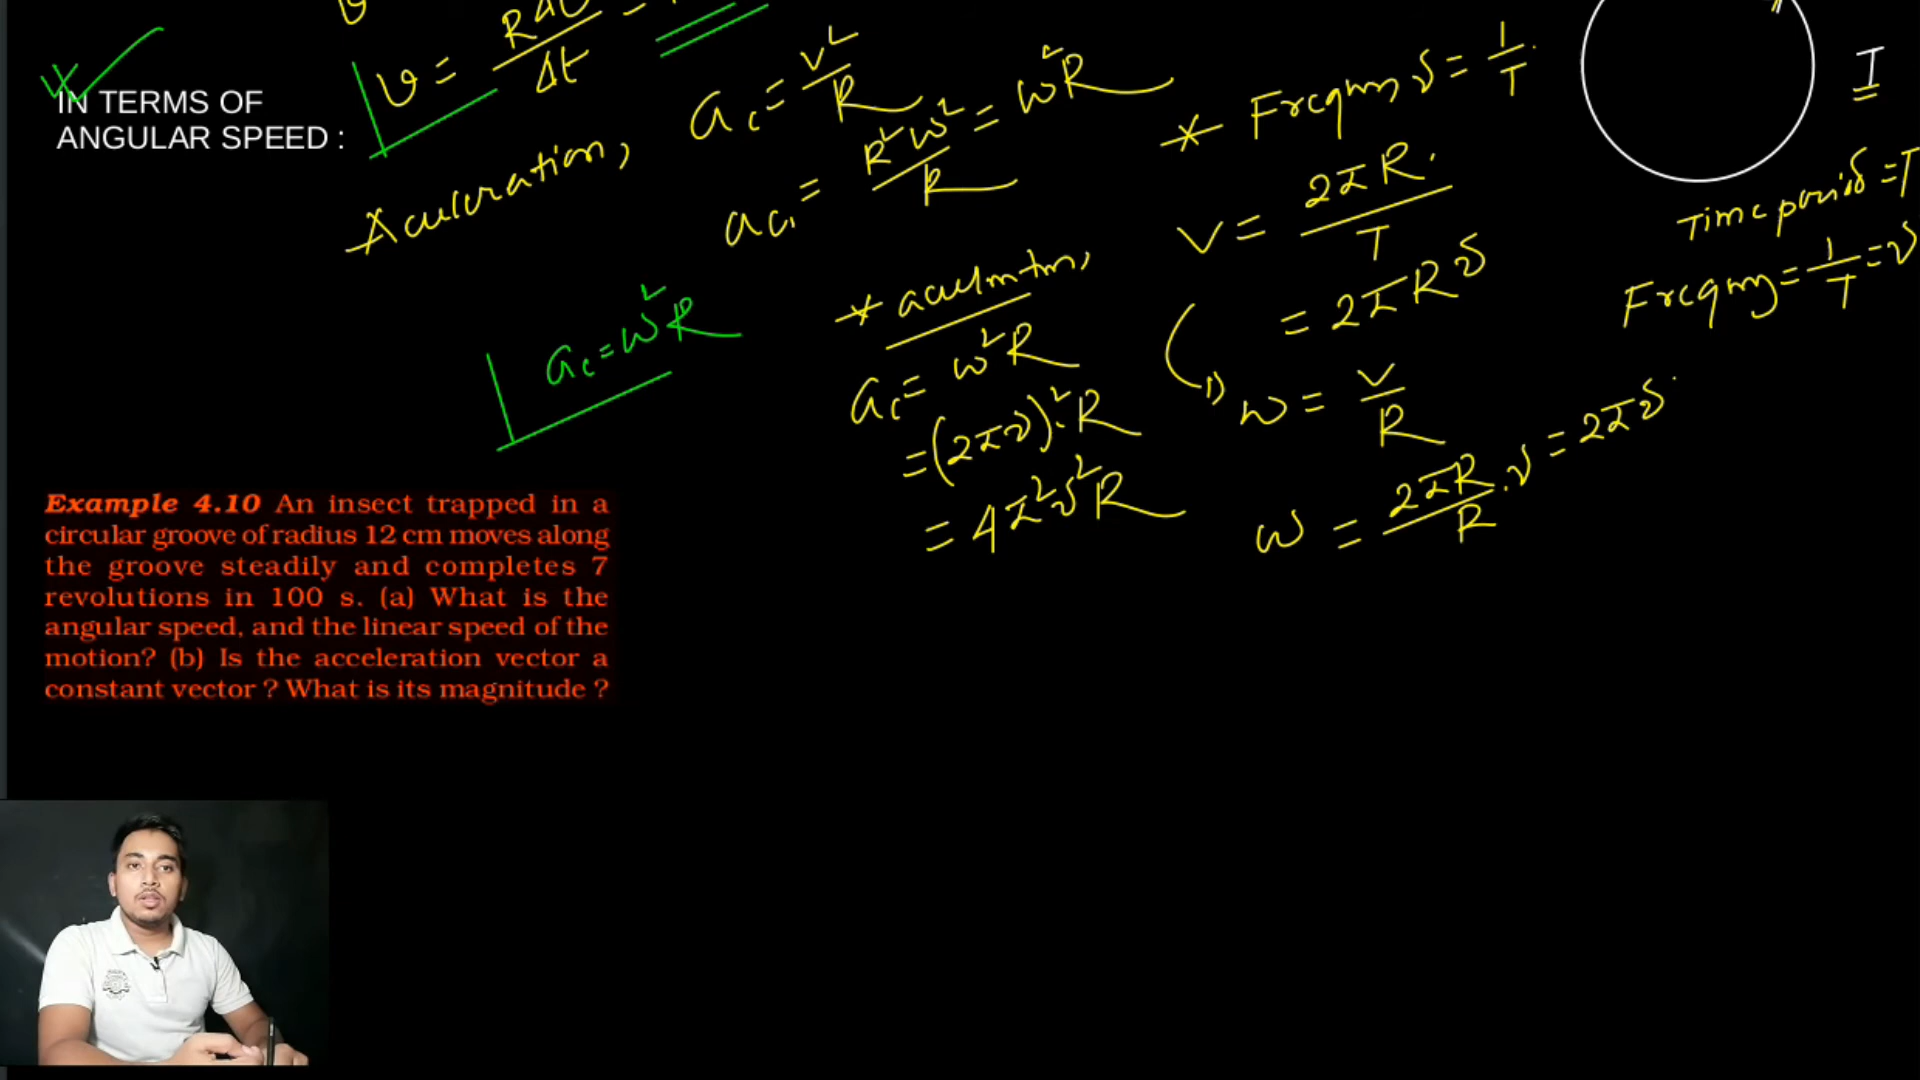 IN TERMS OF
ANGULAR SPEED :
v = RΔ / Δt
Acceleration, a_c = v² / R
a_c = R²ω² / R = ω²R
a_c = ω²R
* Frequency ν = 1 / T
v = 2πR / T
= 2πRν
ω = v / R
ω = 2πR / R . ν = 2πν
* acceleration,
a_c = ω²R
= (2πν)².R
= 4π²ν²R
I
Time period = T
Frequency = 1 / T = ν
Example 4.10 An insect trapped in a
circular groove of radius 12 cm moves along
the groove steadily and completes 7
revolutions in 100 s. (a) What is the
angular speed, and the linear speed of the
motion? (b) Is the acceleration vector a
constant vector ? What is its magnitude ?